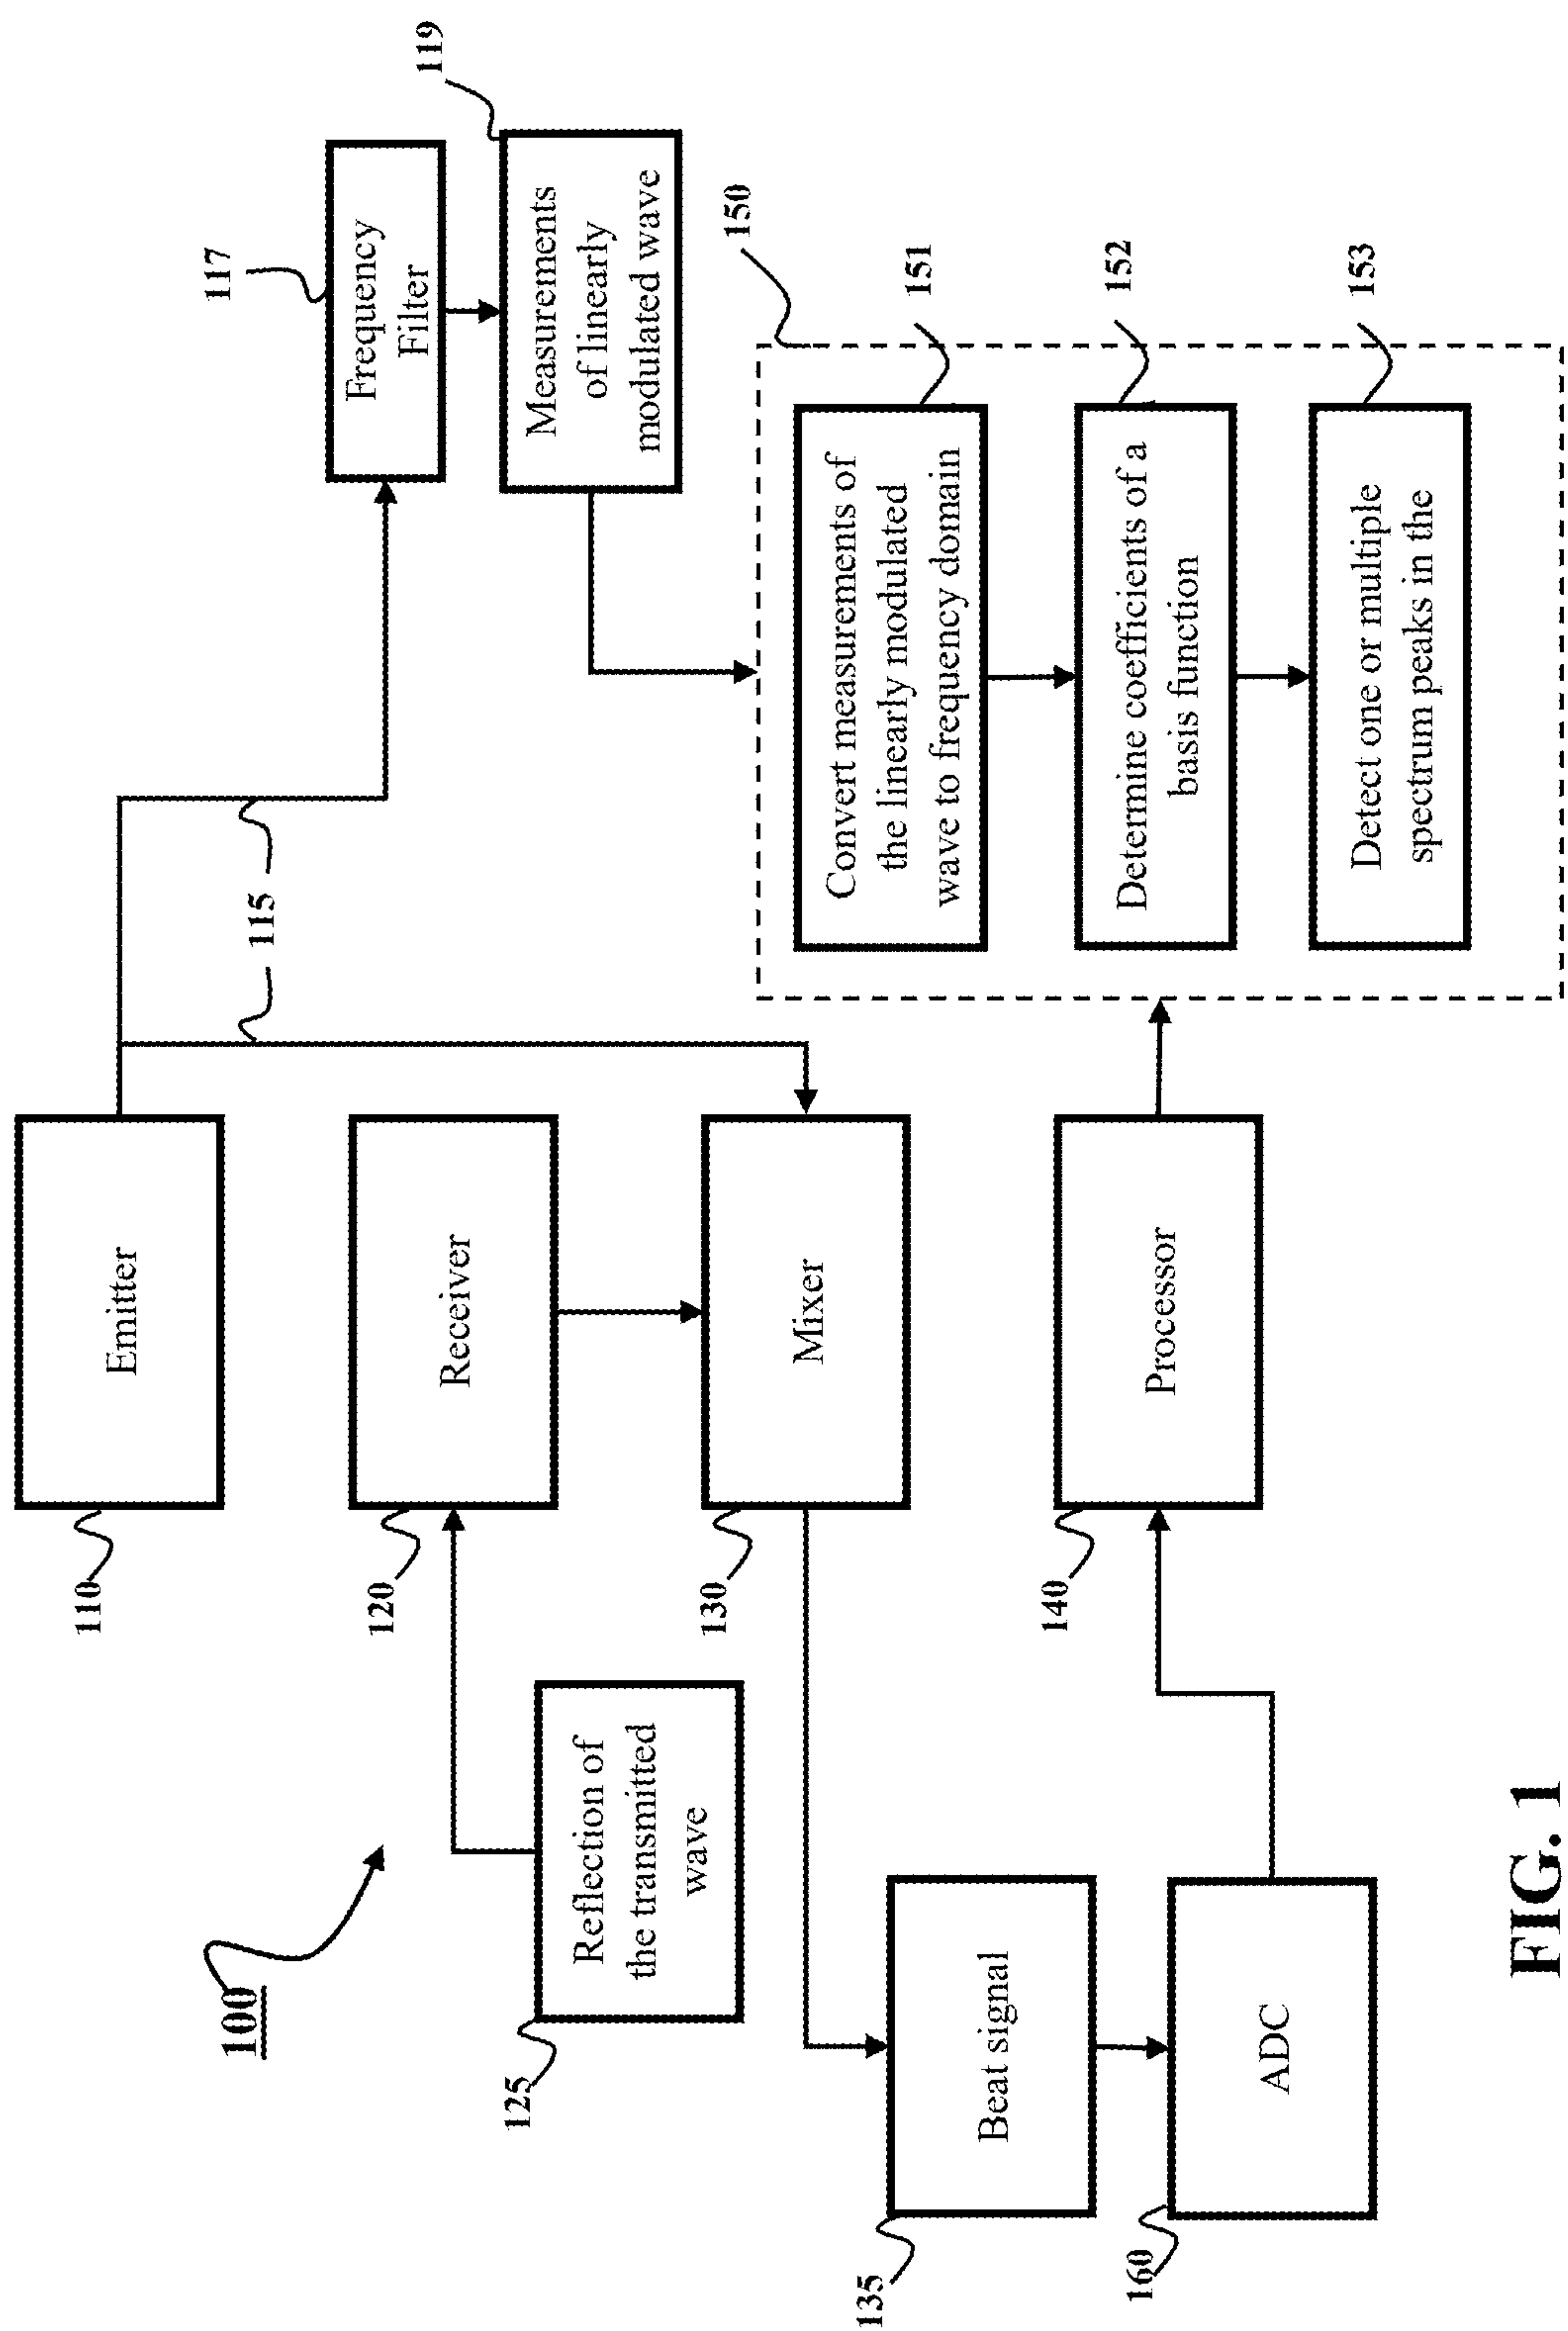 100
110
Emitter
115
117
Frequency
Filter
119
Measurements
of linearly
modulated wave
120
Receiver
125
Reflection of
the transmitted
wave
130
Mixer
150
151
Convert measurements of
the linearly modulated
wave to frequency domain
152
Determine coefficients of a
basis function
153
Detect one or multiple
spectrum peaks in the
135
Beat signal
140
Processor
160
ADC
FIG. 1